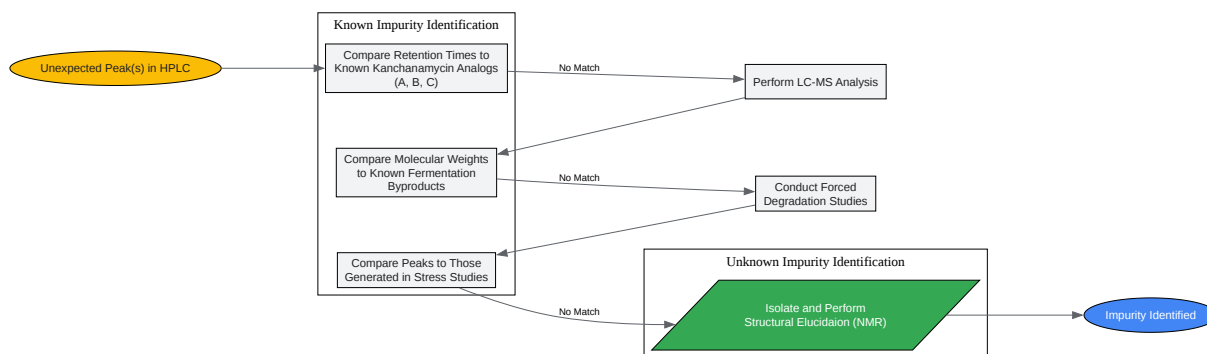 Known Impurity Identification
Unexpected Peak(s) in HPLC
Compare Retention Times to
Known Kanchanamycin Analogs
(A, B, C)
No Match
Perform LC-MS Analysis
Compare Molecular Weights
to Known Fermentation
Byproducts
No Match
Conduct Forced
Degradation Studies
Compare Peaks to Those
Generated in Stress Studies
No Match
Unknown Impurity Identification
Isolate and Perform
Structural Elucidaion (NMR)
Impurity Identified